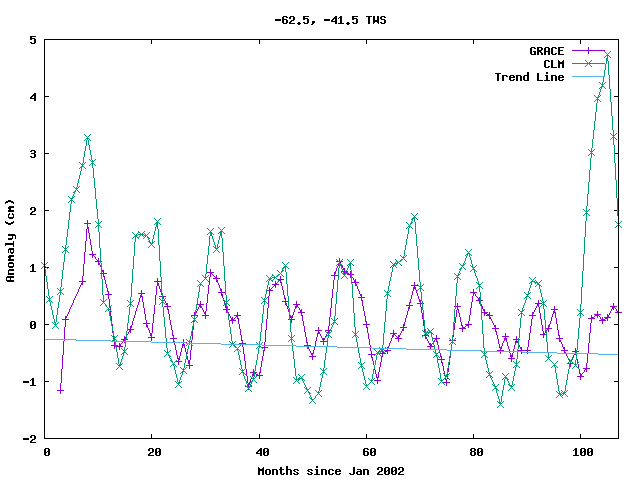 -62.5, -41.5 TWS
GRACE
CLM
Trend Line
Anomaly (cm)
5
4
3
2
1
0
-1
-2
0 20 40 60 80 100
Months since Jan 2002